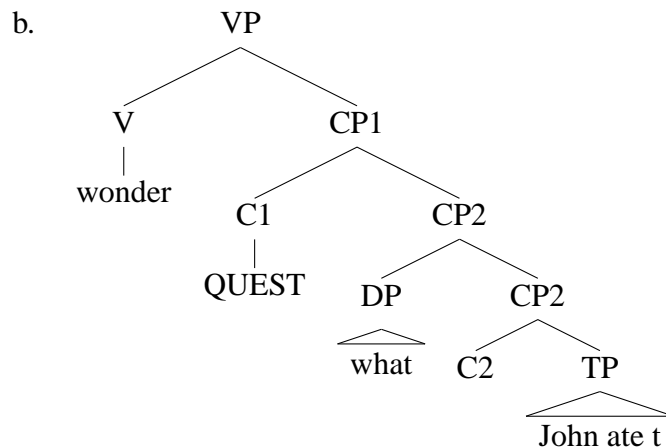 b.
VP
V CP1
wonder
C1 CP2
QUEST
DP CP2
what
C2 TP
John ate t